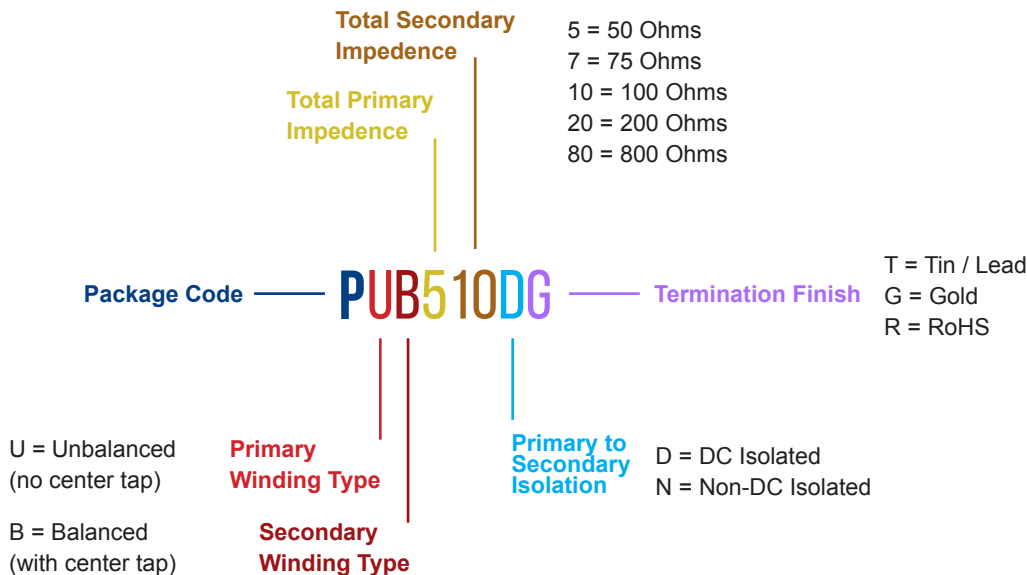 Total Secondary
Impedence
5 = 50 Ohms
7 = 75 Ohms
10 = 100 Ohms
20 = 200 Ohms
80 = 800 Ohms
Total Primary
Impedence
Package Code
PUB510DG
Termination Finish
T = Tin / Lead
G = Gold
R = RoHS
U = Unbalanced
(no center tap)
Primary
Winding Type
Primary to
Secondary
Isolation
D = DC Isolated
N = Non-DC Isolated
B = Balanced
(with center tap)
Secondary
Winding Type